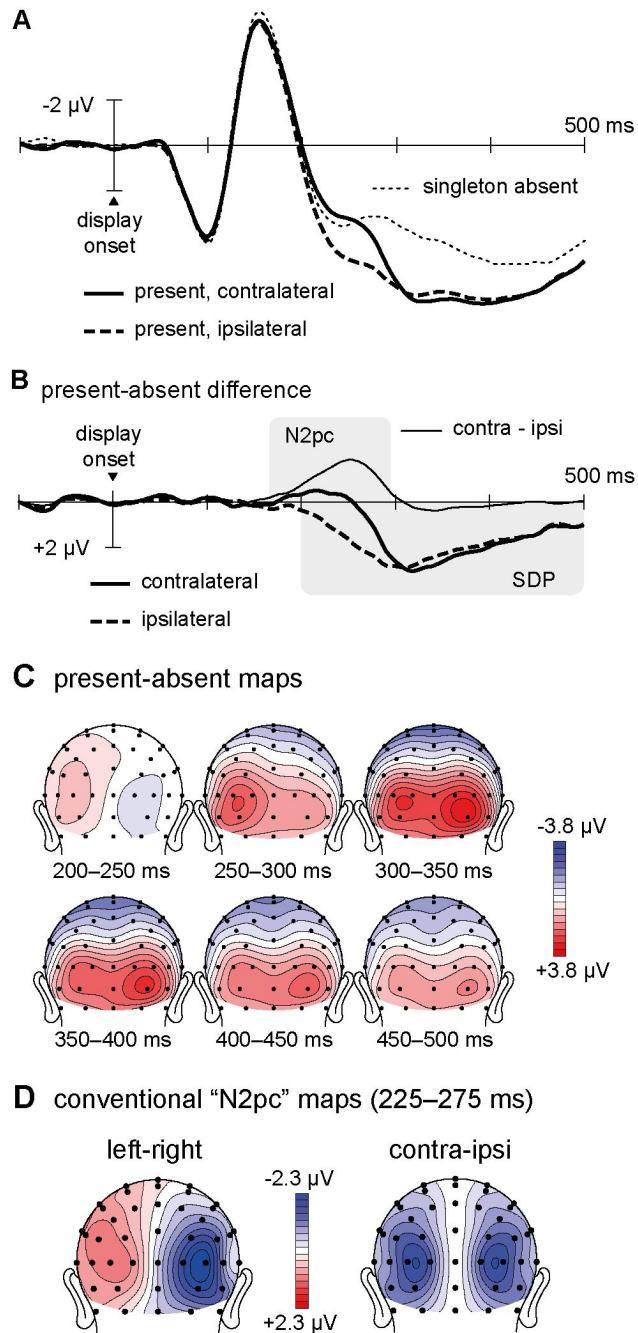 A
-2 µV
500 ms
singleton absent
display
onset
present, contralateral
present, ipsilateral
B present-absent difference
display
onset
N2pc
contra - ipsi
500 ms
+2 µV
contralateral
SDP
ipsilateral
C present-absent maps
200–250 ms 250–300 ms 300–350 ms
-3.8 µV
+3.8 µV
350–400 ms 400–450 ms 450–500 ms
D conventional “N2pc” maps (225–275 ms)
left-right contra-ipsi
-2.3 µV
+2.3 µV